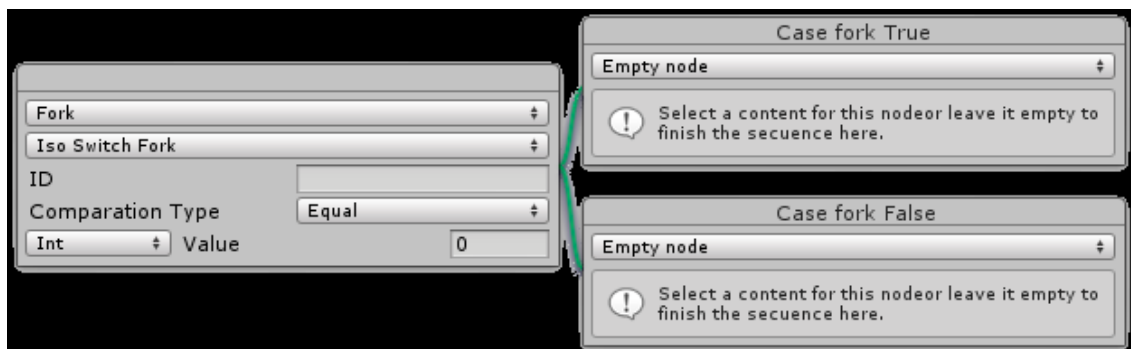 Fork
Iso Switch Fork
ID
Comparation Type Equal
Int Value 0
Case fork True
Empty node
Select a content for this nodeor leave it empty to
finish the secuence here.
Case fork False
Empty node
Select a content for this nodeor leave it empty to
finish the secuence here.